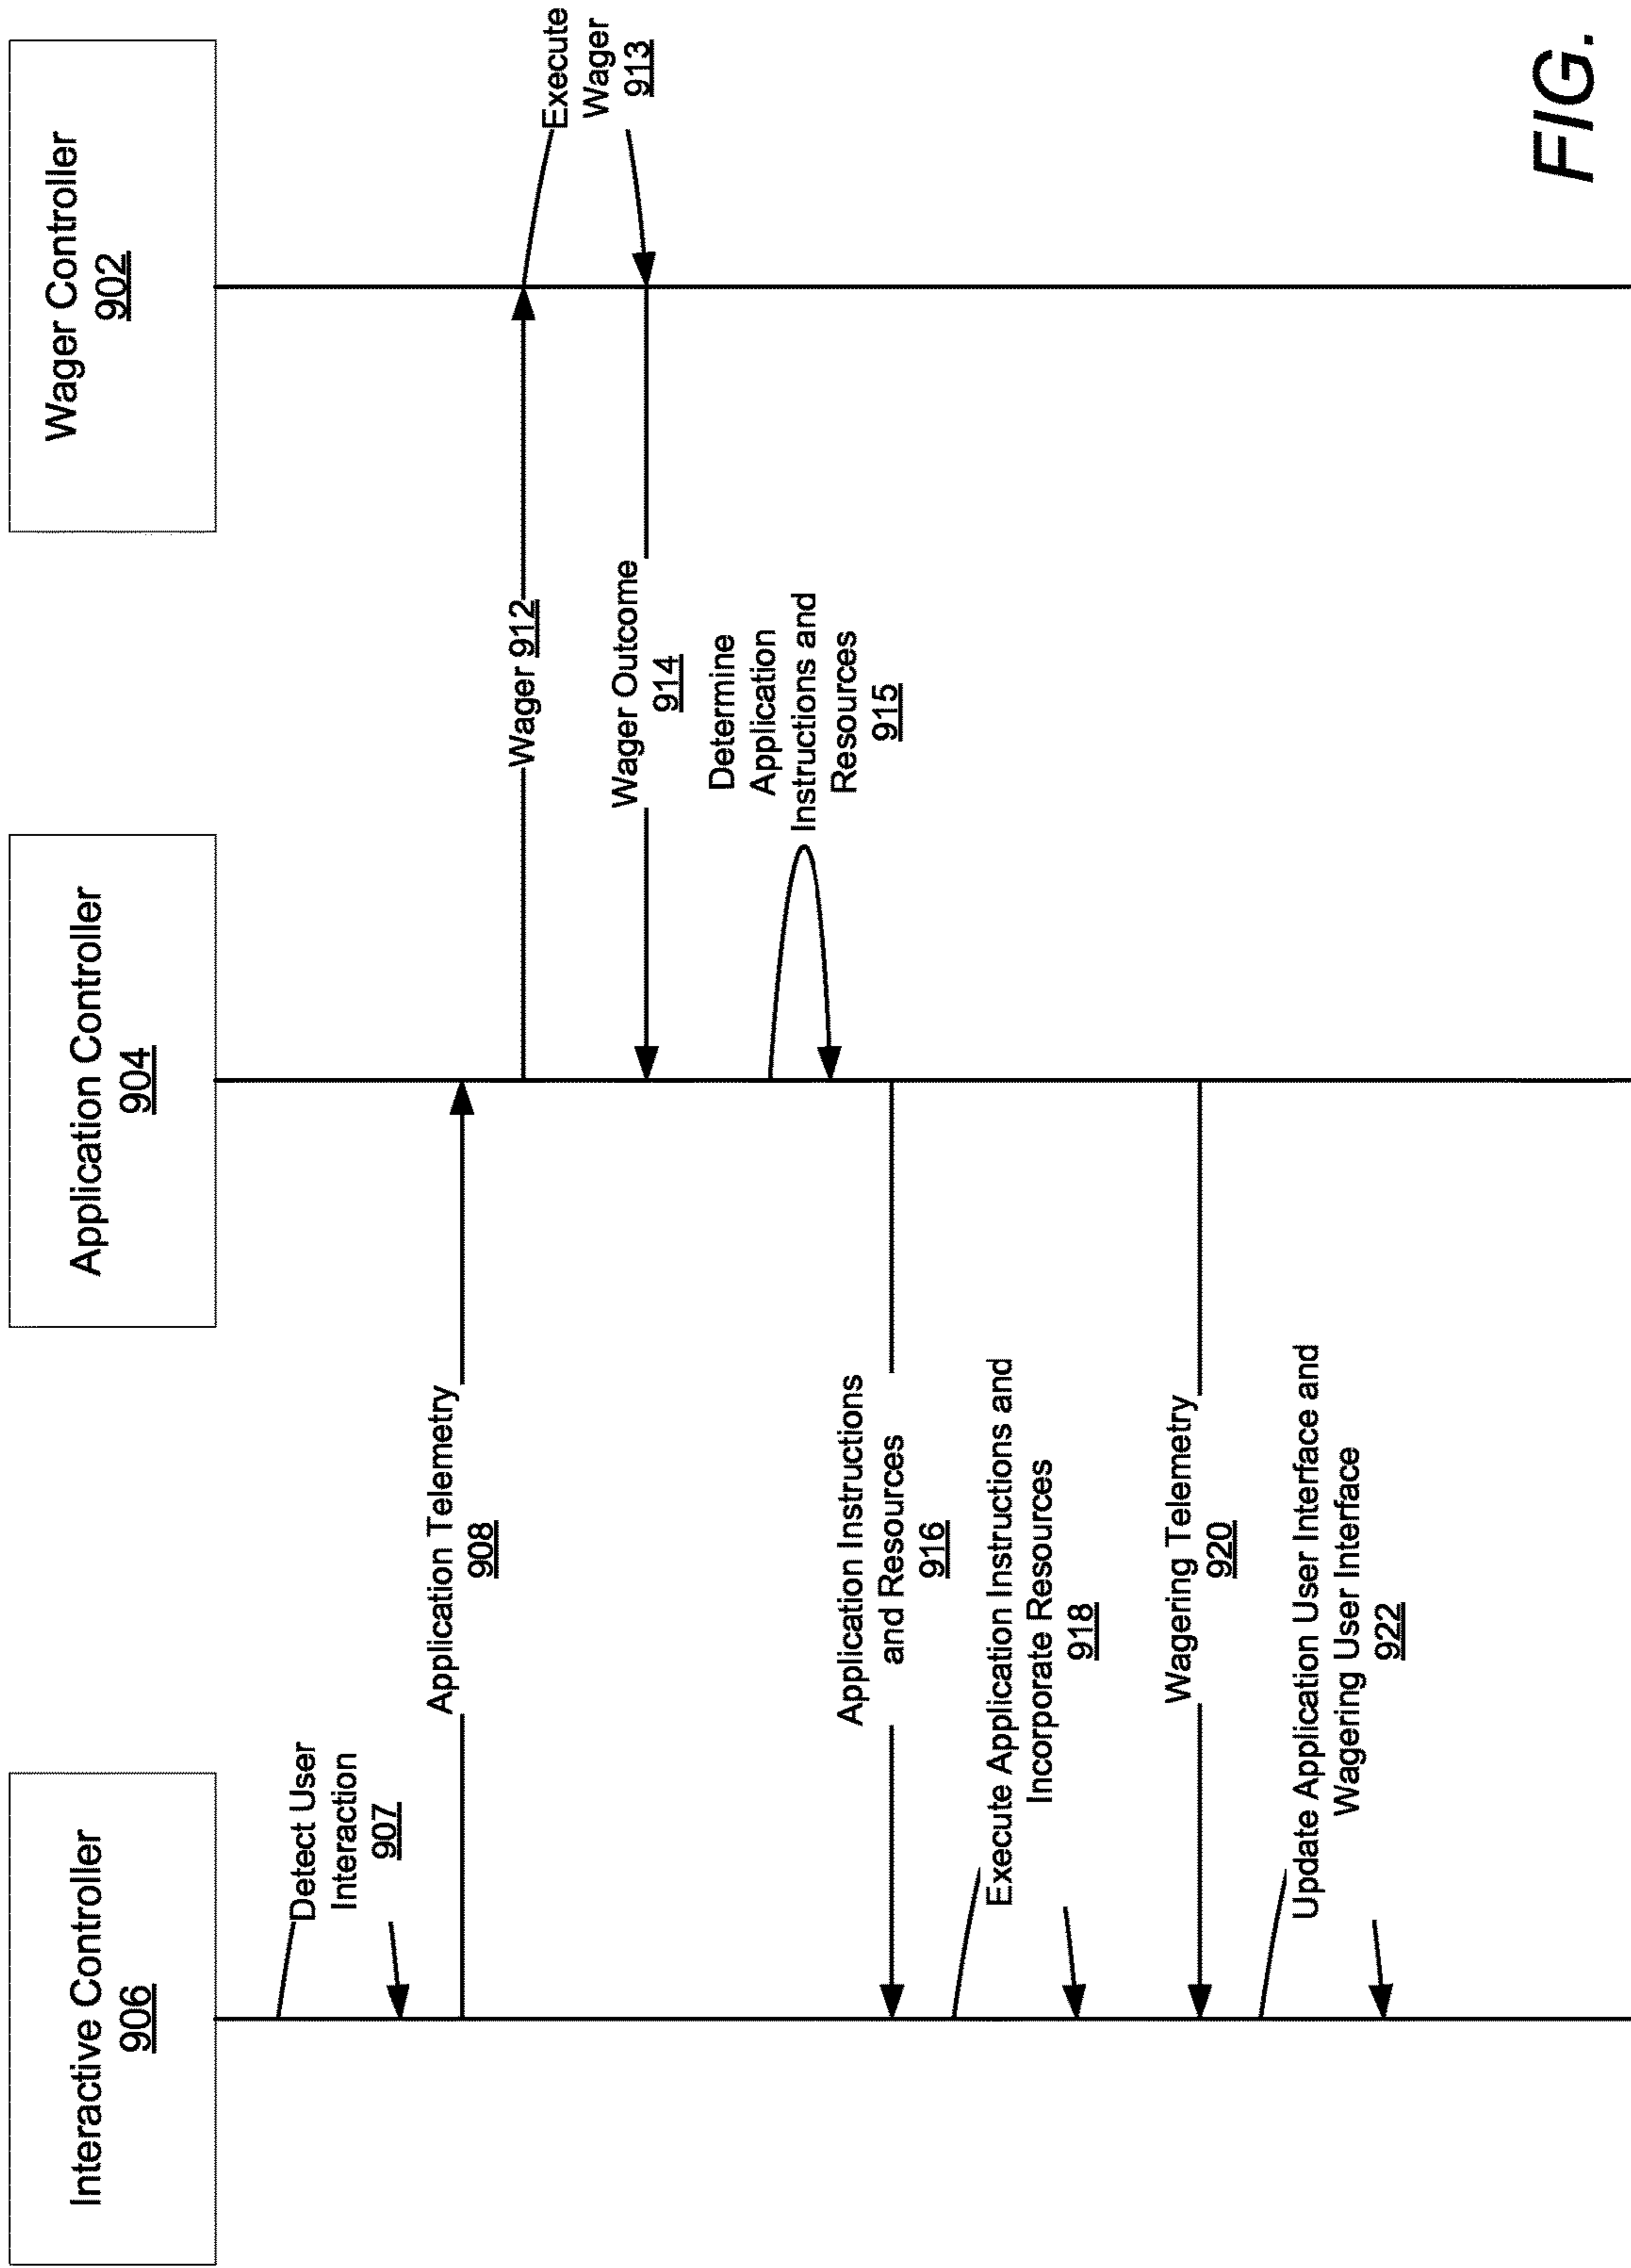 Interactive Controller
906
Application Controller
904
Wager Controller
902
Detect User
Interaction
907
Application Telemetry
908
Wager 912
Execute
Wager
913
Wager Outcome
914
Determine
Application
Instructions and
Resources
915
Application Instructions
and Resources
916
Execute Application Instructions and
Incorporate Resources
918
Wagering Telemetry
920
Update Application User Interface and
Wagering User Interface
922
FIG.